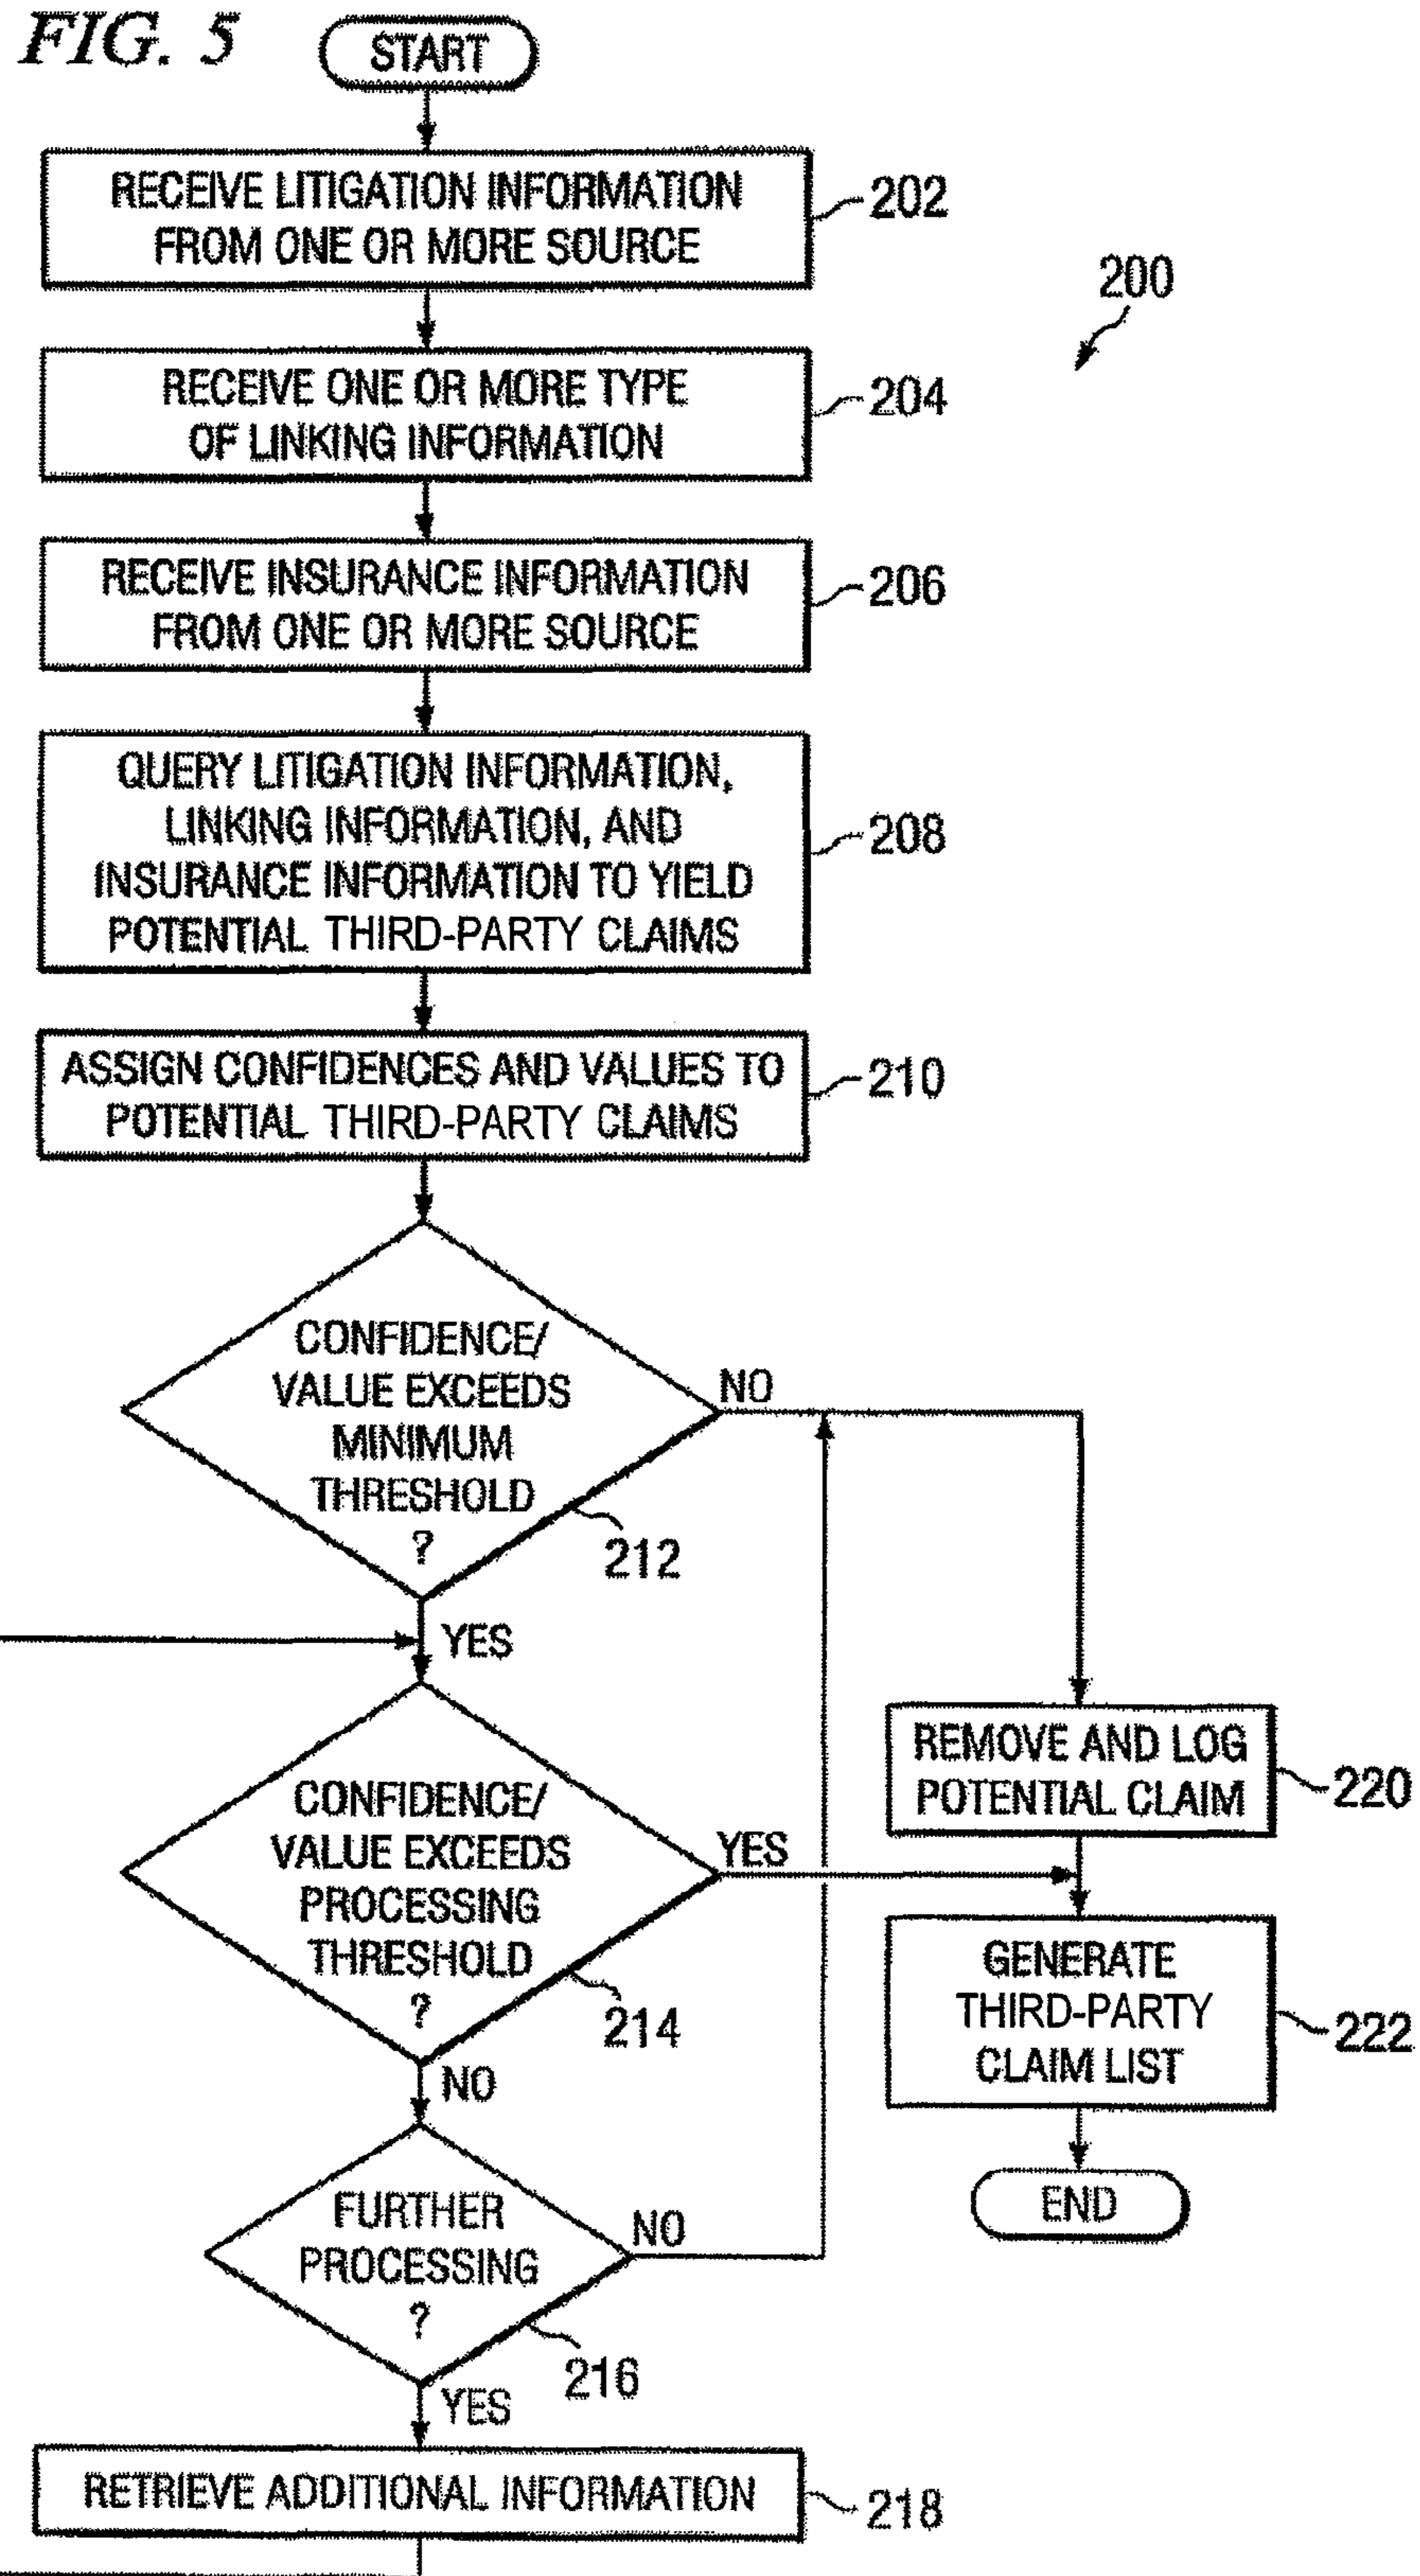 FIG. 5
START
RECEIVE LITIGATION INFORMATION
FROM ONE OR MORE SOURCE
202
200
RECEIVE ONE OR MORE TYPE
OF LINKING INFORMATION
204
RECEIVE INSURANCE INFORMATION
FROM ONE OR MORE SOURCE
206
QUERY LITIGATION INFORMATION,
LINKING INFORMATION, AND
INSURANCE INFORMATION TO YIELD
POTENTIAL THIRD-PARTY CLAIMS
208
ASSIGN CONFIDENCES AND VALUES TO
POTENTIAL THIRD-PARTY CLAIMS
210
CONFIDENCE/
VALUE EXCEEDS
MINIMUM
THRESHOLD
?
212
NO
YES
CONFIDENCE/
VALUE EXCEEDS
PROCESSING
THRESHOLD
?
214
YES
NO
REMOVE AND LOG
POTENTIAL CLAIM
220
GENERATE
THIRD-PARTY
CLAIM LIST
222
END
FURTHER
PROCESSING
?
216
NO
YES
RETRIEVE ADDITIONAL INFORMATION
218